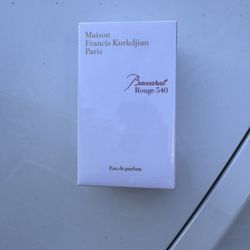 Maison
Francis Kurkdjian
Paris
Baccarat
Rouge 540
Eau de parfum